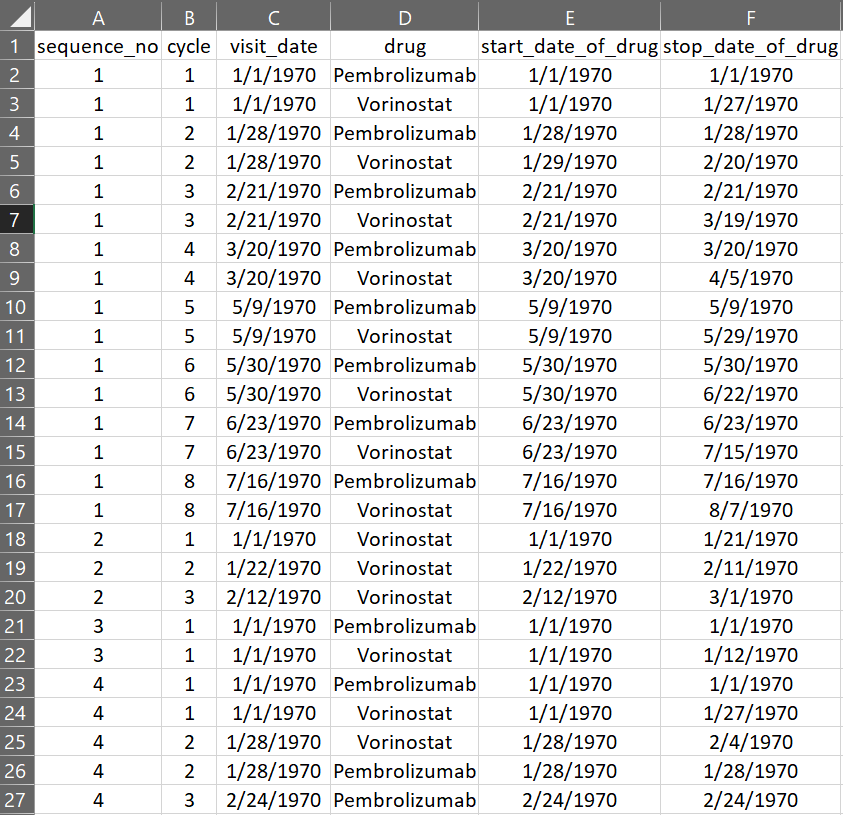 A B C D E F
1 sequence_no cycle visit_date drug start_date_of_drug stop_date_of_drug
2 1 1 1/1/1970 Pembrolizumab 1/1/1970 1/1/1970
3 1 1 1/1/1970 Vorinostat 1/1/1970 1/27/1970
4 1 2 1/28/1970 Pembrolizumab 1/28/1970 1/28/1970
5 1 2 1/28/1970 Vorinostat 1/29/1970 2/20/1970
6 1 3 2/21/1970 Pembrolizumab 2/21/1970 2/21/1970
7 1 3 2/21/1970 Vorinostat 2/21/1970 3/19/1970
8 1 4 3/20/1970 Pembrolizumab 3/20/1970 3/20/1970
9 1 4 3/20/1970 Vorinostat 3/20/1970 4/5/1970
10 1 5 5/9/1970 Pembrolizumab 5/9/1970 5/9/1970
11 1 5 5/9/1970 Vorinostat 5/9/1970 5/29/1970
12 1 6 5/30/1970 Pembrolizumab 5/30/1970 5/30/1970
13 1 6 5/30/1970 Vorinostat 5/30/1970 6/22/1970
14 1 7 6/23/1970 Pembrolizumab 6/23/1970 6/23/1970
15 1 7 6/23/1970 Vorinostat 6/23/1970 7/15/1970
16 1 8 7/16/1970 Pembrolizumab 7/16/1970 7/16/1970
17 1 8 7/16/1970 Vorinostat 7/16/1970 8/7/1970
18 2 1 1/1/1970 Vorinostat 1/1/1970 1/21/1970
19 2 2 1/22/1970 Vorinostat 1/22/1970 2/11/1970
20 2 3 2/12/1970 Vorinostat 2/12/1970 3/1/1970
21 3 1 1/1/1970 Pembrolizumab 1/1/1970 1/1/1970
22 3 1 1/1/1970 Vorinostat 1/1/1970 1/12/1970
23 4 1 1/1/1970 Pembrolizumab 1/1/1970 1/1/1970
24 4 1 1/1/1970 Vorinostat 1/1/1970 1/27/1970
25 4 2 1/28/1970 Vorinostat 1/28/1970 2/4/1970
26 4 2 1/28/1970 Pembrolizumab 1/28/1970 1/28/1970
27 4 3 2/24/1970 Pembrolizumab 2/24/1970 2/24/1970